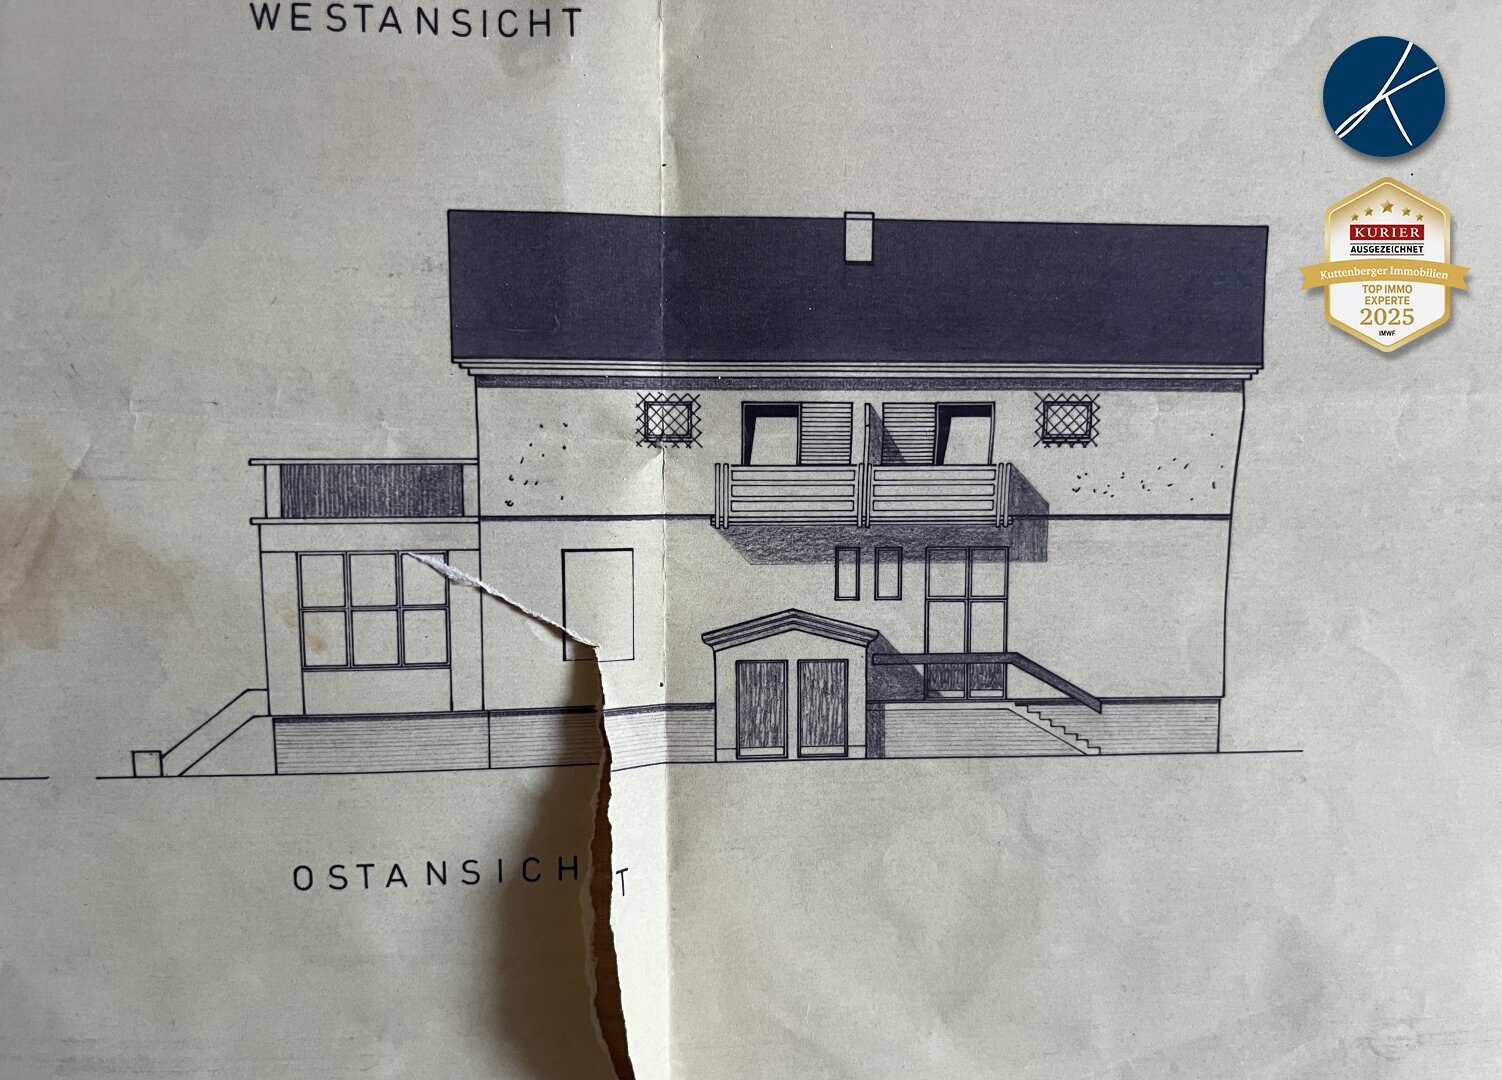 WESTANSICHT
KURIER
AUSGEZEICHNET
Kuttenberger Immobilien
TOP IMMO
EXPERTE
2025
IMWF
OSTANSICHT